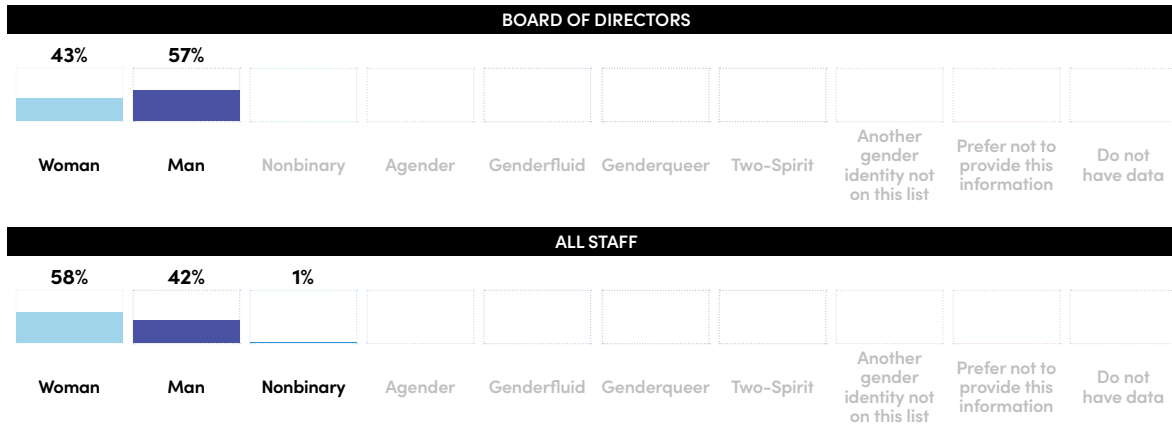 BOARD OF DIRECTORS
43% 57%
Woman Man Nonbinary Agender Genderfluid Genderqueer Two-Spirit
Another
gender
identity not
on this list
Prefer not to
provide this
information
Do not
have data
ALL STAFF
58% 42% 1%
Woman Man Nonbinary Agender Genderfluid Genderqueer Two-Spirit
Another
gender
identity not
on this list
Prefer not to
provide this
information
Do not
have data